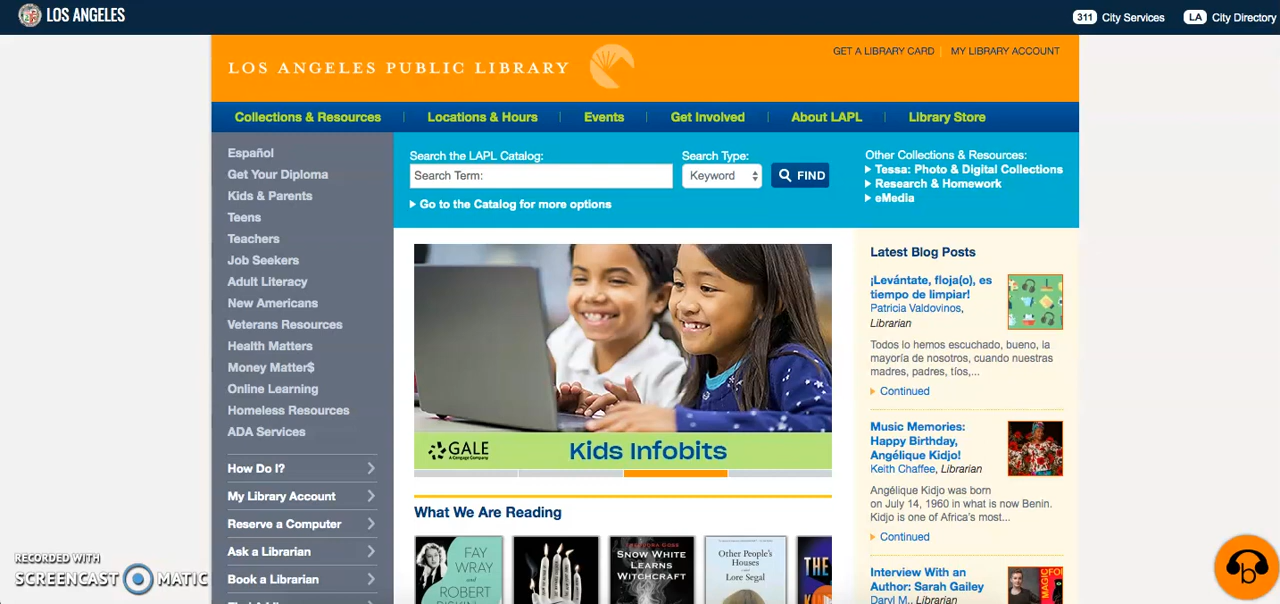 LOS ANGELES
311 City Services
LA City Directory
GET A LIBRARY CARD
MY LIBRARY ACCOUNT
LOS ANGELES PUBLIC LIBRARY
Collections & Resources
Locations & Hours
Events
Get Involved
About LAPL
Library Store
Español
Get Your Diploma
Kids & Parents
Teens
Teachers
Job Seekers
Adult Literacy
New Americans
Veterans Resources
Health Matters
Money Matter$
Online Learning
Homeless Resources
ADA Services
How Do I?
My Library Account
Reserve a Computer
Ask a Librarian
Book a Librarian
Search the LAPL Catalog:
Search Term:
Search Type:
Keyword
FIND
Go to the Catalog for more options
Other Collections & Resources:
Tessa: Photo & Digital Collections
Research & Homework
eMedia
GALE
A Cengage Company
Kids Infobits
What We Are Reading
FAY
WRAY
AND
ROBERT
THEODORA GOSS
SNOW WHITE
LEARNS
WITCHCRAFT
Other People's
Houses
Lore Segal
THE
Latest Blog Posts
¡Levántate, floja(o), es
tiempo de limpiar!
Patricia Valdovinos,
Librarian
Todos lo hemos escuchado, bueno, la
mayoría de nosotros, cuando nuestras
madres, padres, tíos,...
Continued
Music Memories:
Happy Birthday,
Angélique Kidjo!
Keith Chaffee, Librarian
Angélique Kidjo was born
on July 14, 1960 in what is now Benin.
Kidjo is one of Africa's most...
Continued
Interview With an
Author: Sarah Gailey
Daryl M., Librarian
RECORDED WITH
SCREENCAST MATIC
b